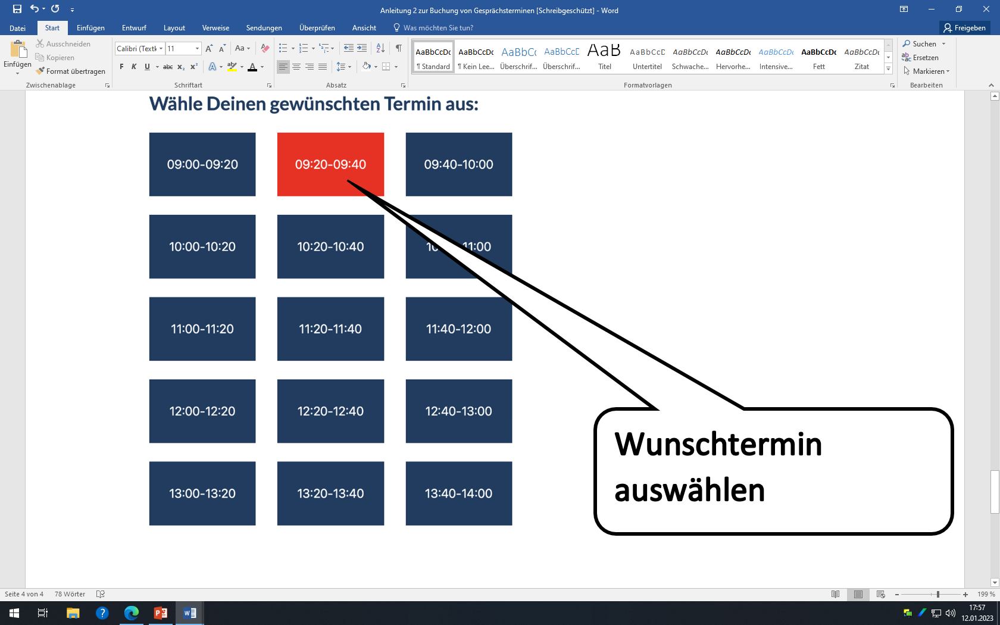 Anleitung 2 zur Buchung von Gesprächsterminen [Schreibgeschützt] - Word
Datei Start Einfügen Entwurf Layout Verweise Sendungen Überprüfen Ansicht Was möchten Sie tun? Freigeben
Einfügen
Ausschneiden
Kopieren
Format übertragen
Zwischenablage
Calibri (Textk 11
Aa
F K U abc x₂ x²
Schriftart
Absatz
AaBbCcDc AaBbCcDc AaBbCc AaBbCcD AaB AaBbCcD AaBbCcDc AaBbCcDc AaBbCcDc AaBbCcDc AaBbCcDc
¶ Standard ¶ Kein Lee... Überschrif... Überschrif... Titel Untertitel Schwache... Hervorhe... Intensive... Fett Zitat
Formatvorlagen
Suchen
Ersetzen
Markieren
Bearbeiten
Wähle Deinen gewünschten Termin aus:
09:00-09:20 09:20-09:40 09:40-10:00
10:00-10:20 10:20-10:40 11:00
11:00-11:20 11:20-11:40 11:40-12:00
12:00-12:20 12:20-12:40 12:40-13:00
13:00-13:20 13:20-13:40 13:40-14:00
Wunschtermin
auswählen
Seite 4 von 4 78 Wörter 199 %
17:57
12.01.2023